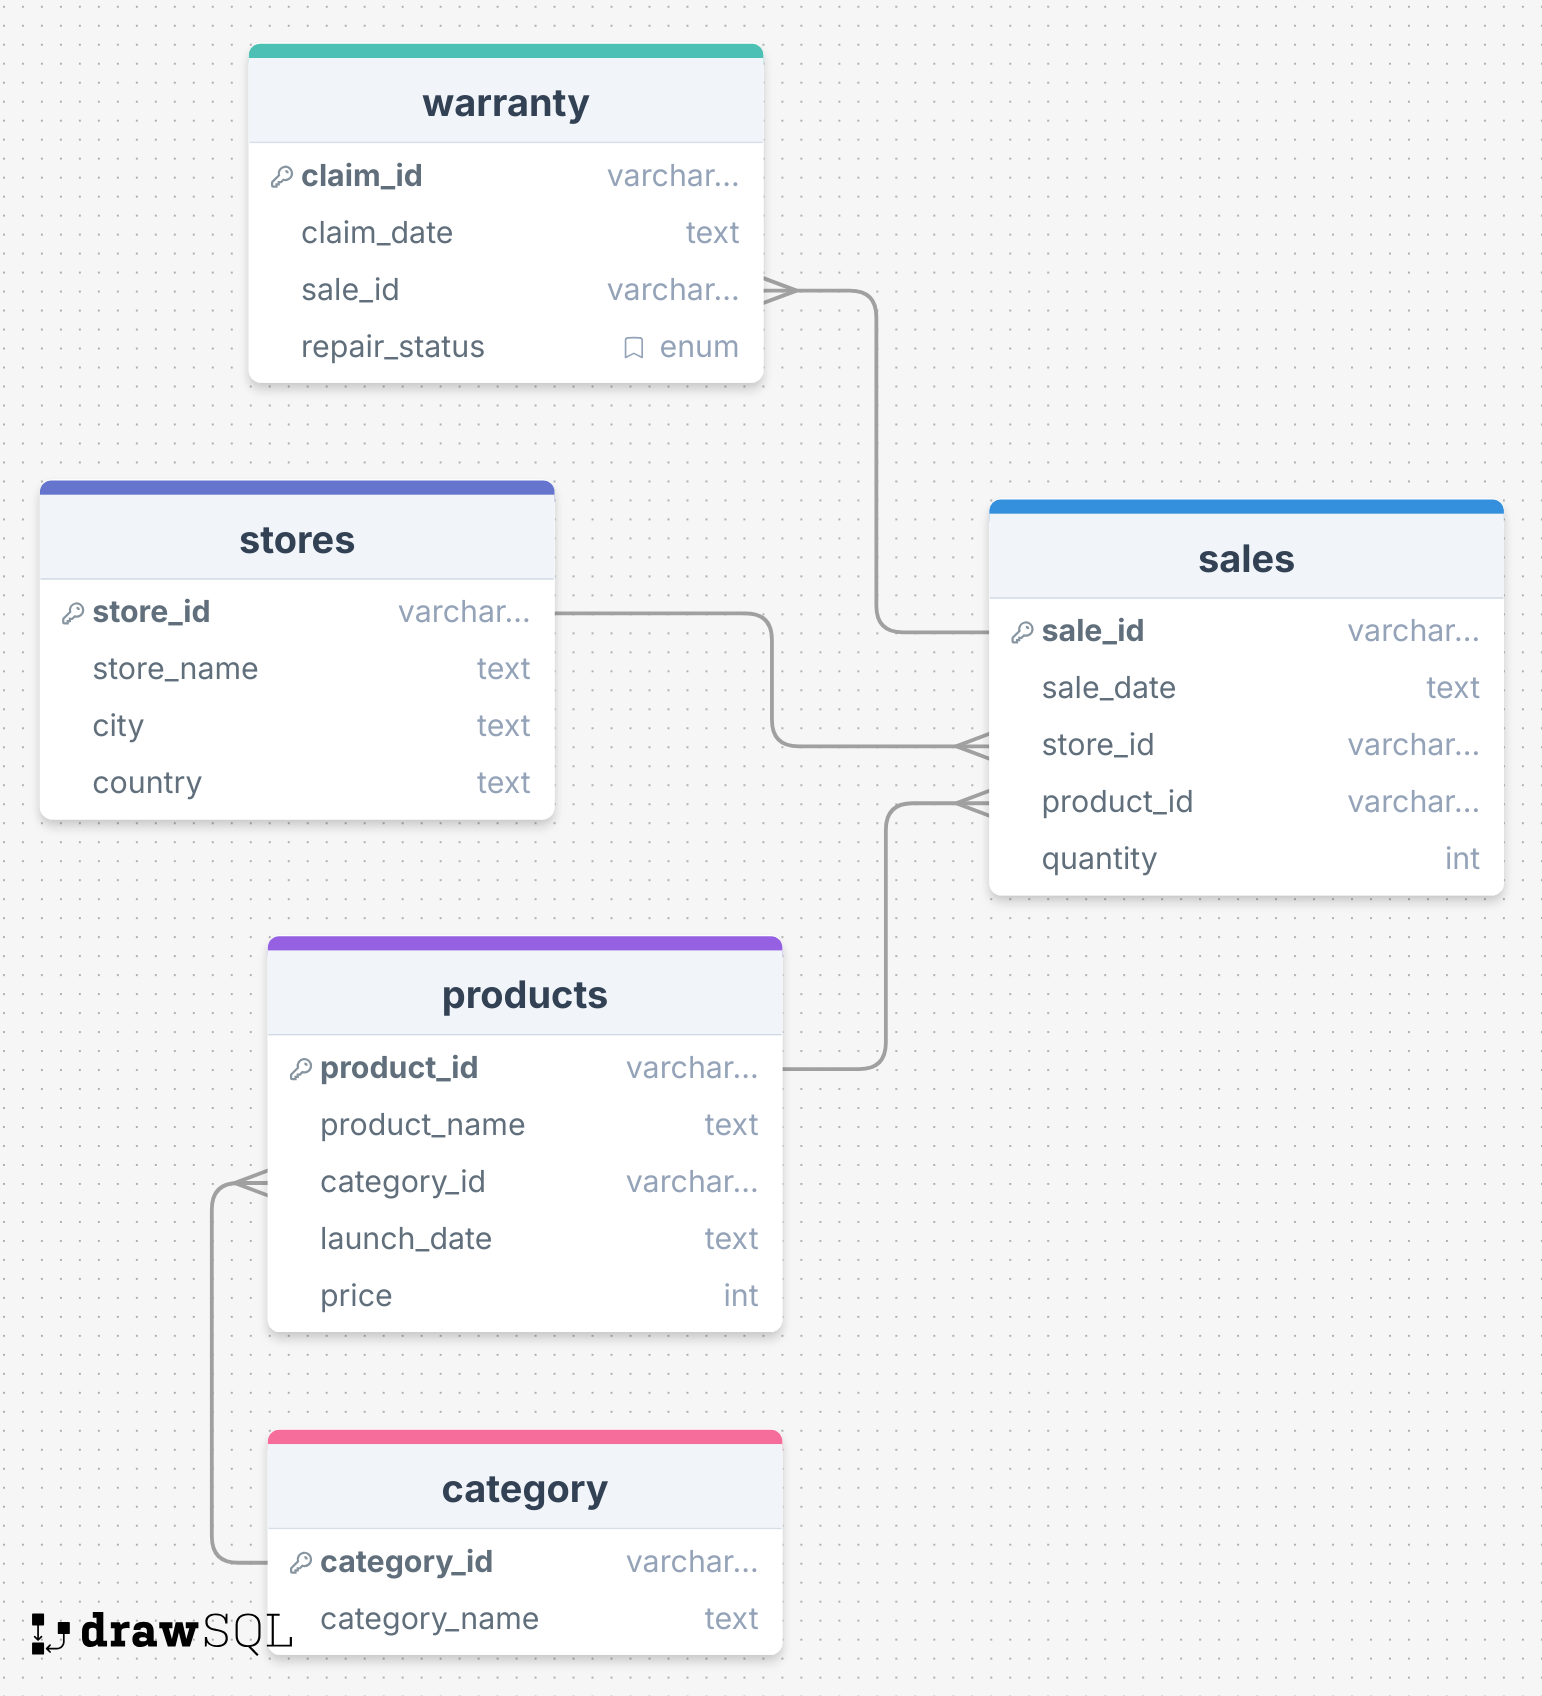 warranty
claim_id varchar...
claim_date text
sale_id varchar...
repair_status enum
stores
store_id varchar...
store_name text
city text
country text
sales
sale_id varchar...
sale_date text
store_id varchar...
product_id varchar...
quantity int
products
product_id varchar...
product_name text
category_id varchar...
launch_date text
price int
category
category_id varchar...
category_name text
drawSQL